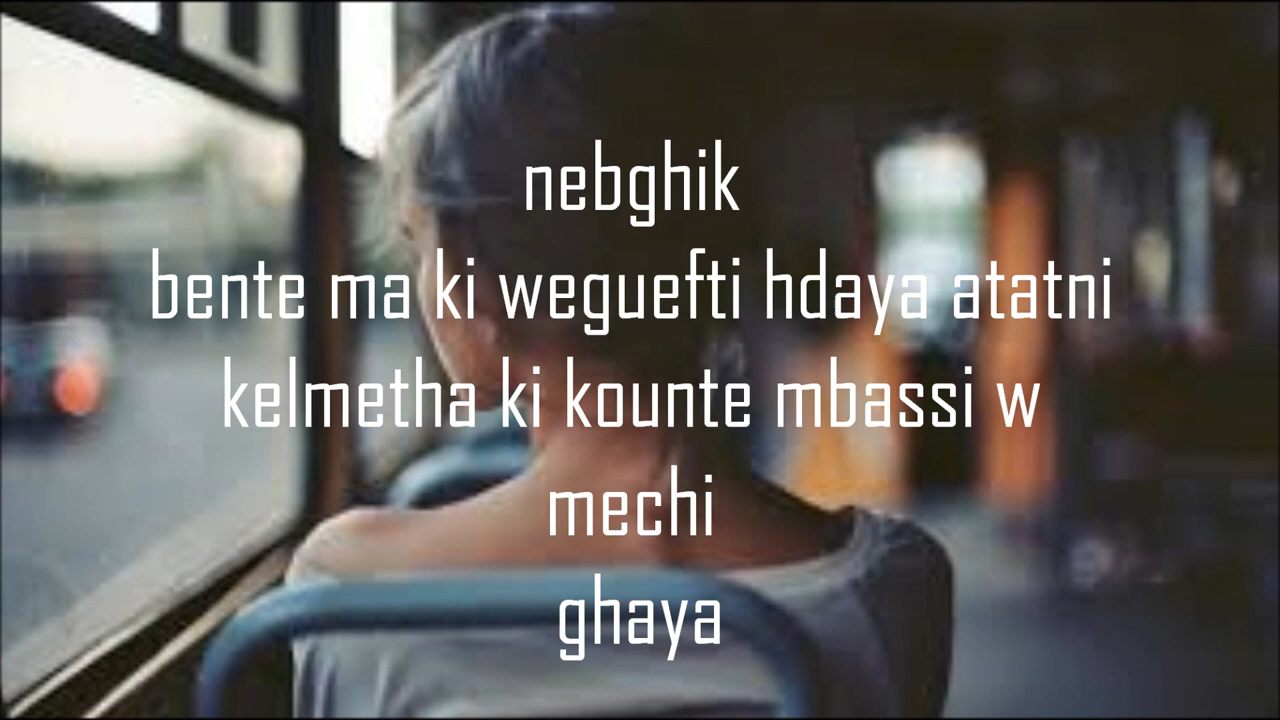 nebghik
bente ma ki weguefti hdaya atatni
kelmetha ki kounte mbassi w
mechi
ghaya